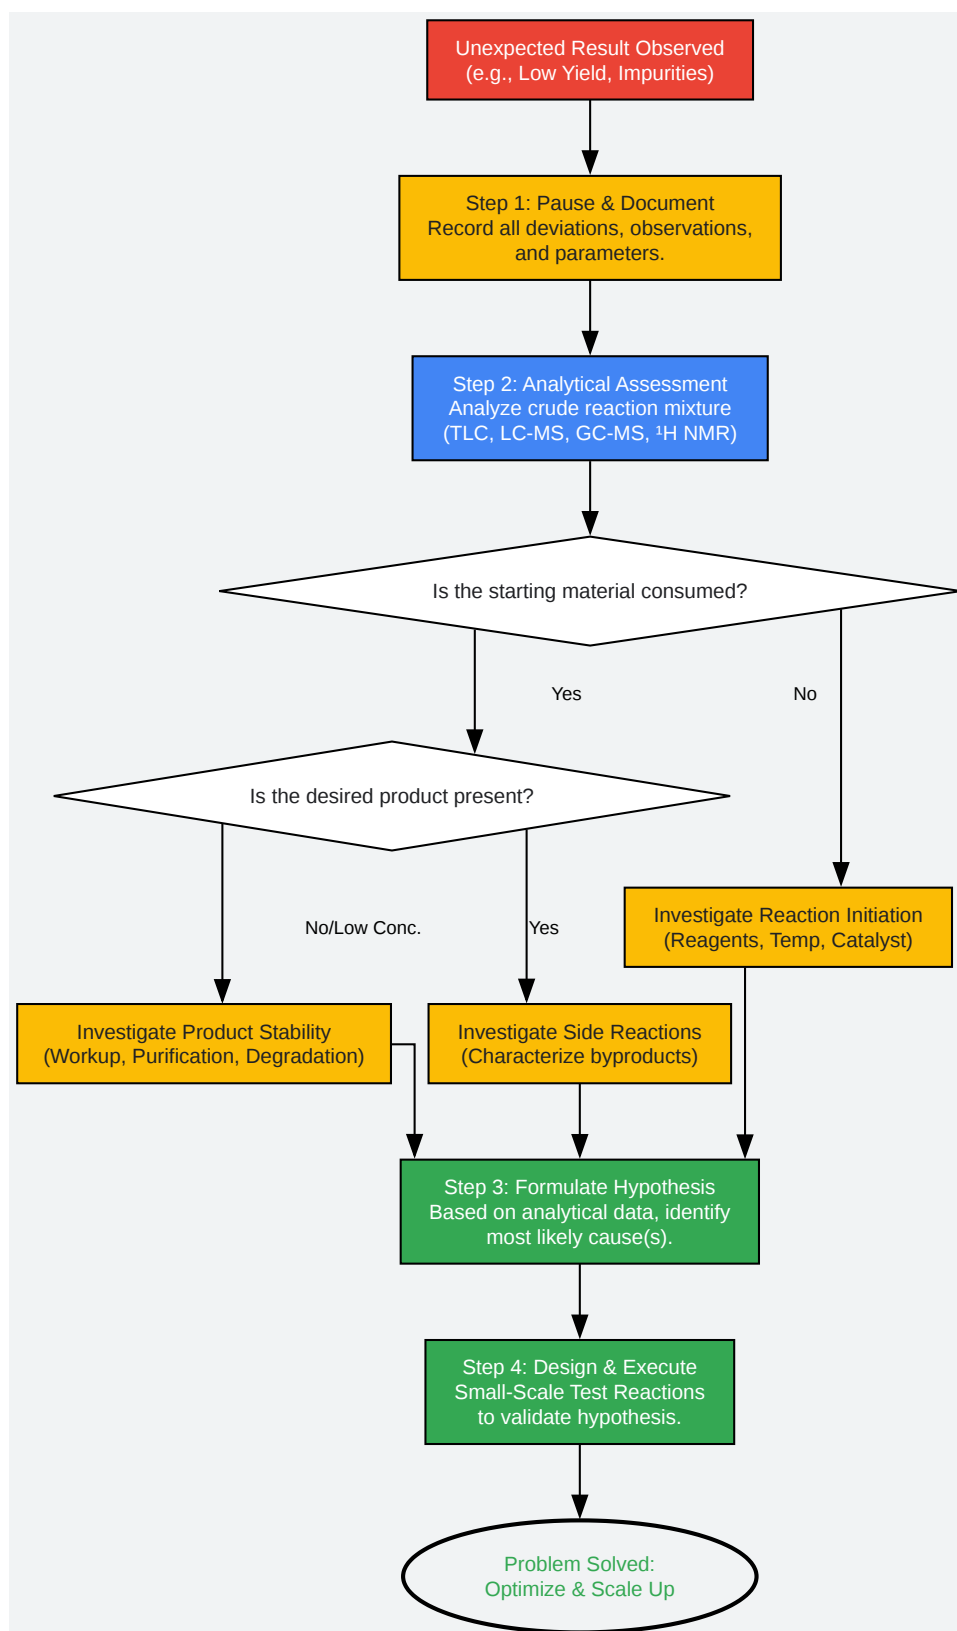 Unexpected Result Observed
(e.g., Low Yield, Impurities)
Step 1: Pause & Document
Record all deviations, observations,
and parameters.
Step 2: Analytical Assessment
Analyze crude reaction mixture
(TLC, LC-MS, GC-MS, ¹H NMR)
Is the starting material consumed?
Yes
No
Is the desired product present?
No/Low Conc.
Yes
Investigate Reaction Initiation
(Reagents, Temp, Catalyst)
Investigate Product Stability
(Workup, Purification, Degradation)
Investigate Side Reactions
(Characterize byproducts)
Step 3: Formulate Hypothesis
Based on analytical data, identify
most likely cause(s).
Step 4: Design & Execute
Small-Scale Test Reactions
to validate hypothesis.
Problem Solved:
Optimize & Scale Up